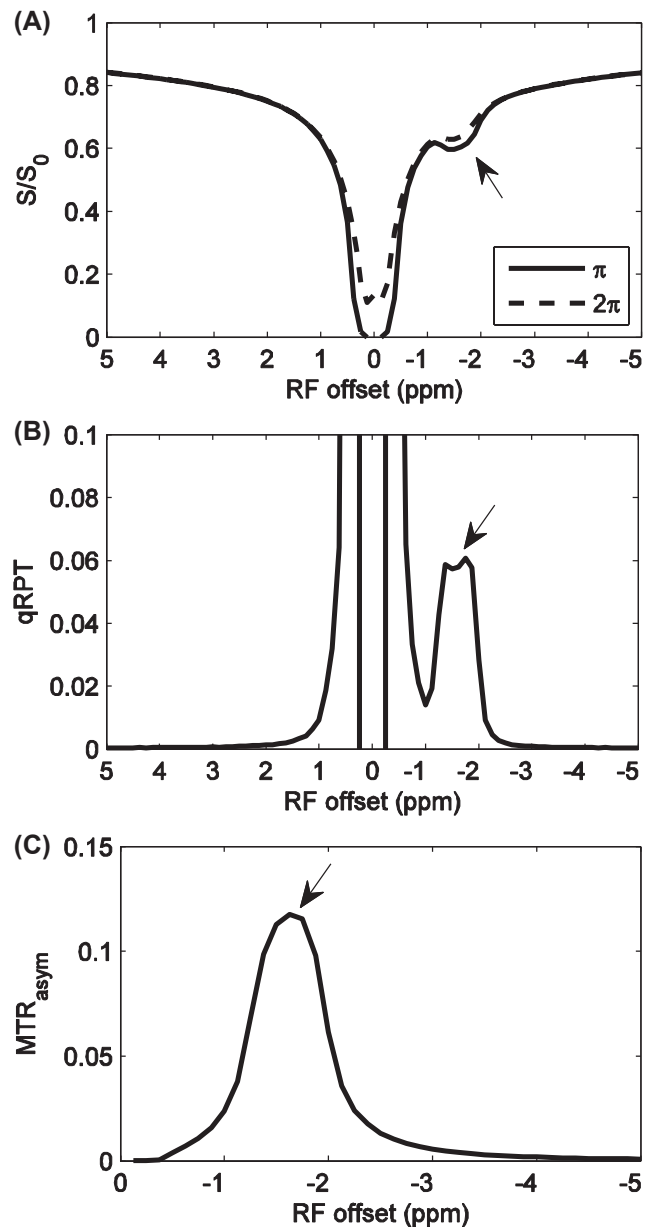 (A)
1
0.8
0.6
0.4
0.2
0
S/S0
π
2π
5 4 3 2 1 0 -1 -2 -3 -4 -5
RF offset (ppm)
(B)
0.1
0.08
0.06
0.04
0.02
0
qRPT
5 4 3 2 1 0 -1 -2 -3 -4 -5
RF offset (ppm)
(C)
0.15
0.1
0.05
0
MTRasym
0 -1 -2 -3 -4 -5
RF offset (ppm)